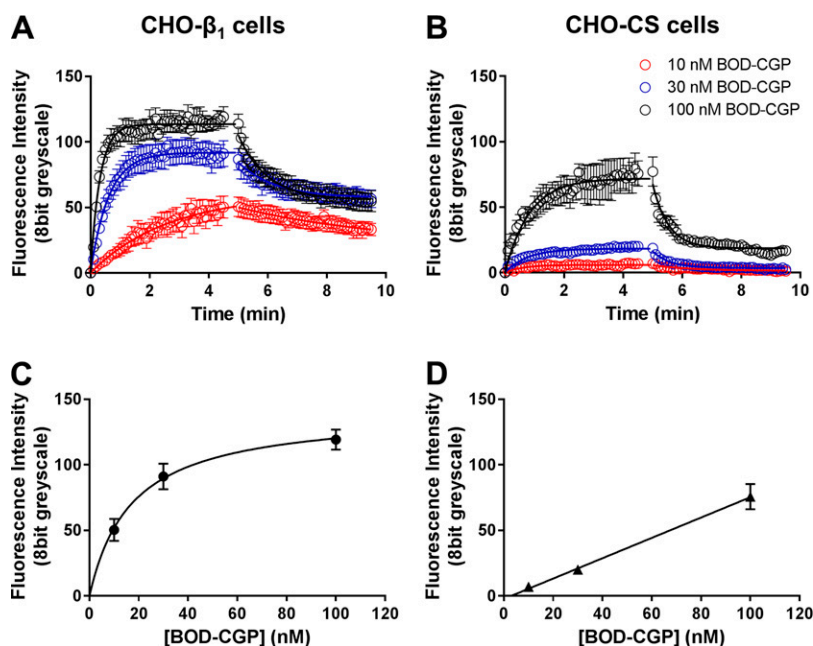 A
CHO-β₁ cells
Fluorescence Intensity
(8bit greyscale)
150
100
50
0
0 2 4 6 8 10
Time (min)
B
CHO-CS cells
10 nM BOD-CGP
30 nM BOD-CGP
100 nM BOD-CGP
Fluorescence Intensity
(8bit greyscale)
150
100
50
0
0 2 4 6 8 10
Time (min)
C
Fluorescence Intensity
(8bit greyscale)
150
100
50
0
0 20 40 60 80 100 120
[BOD-CGP] (nM)
D
Fluorescence Intensity
(8bit greyscale)
150
100
50
0
0 20 40 60 80 100 120
[BOD-CGP] (nM)